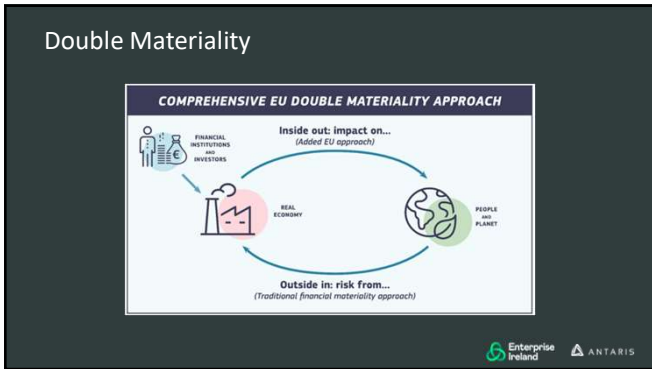 Double Materiality
COMPREHENSIVE EU DOUBLE MATERIALITY APPROACH
FINANCIAL
INSTITUTIONS
AND
INVESTORS
Inside out: impact on...
(Added EU approach)
REAL
ECONOMY
PEOPLE
AND
PLANET
Outside in: risk from...
(Traditional financial materiality approach)
Enterprise
Ireland
ANTARIS